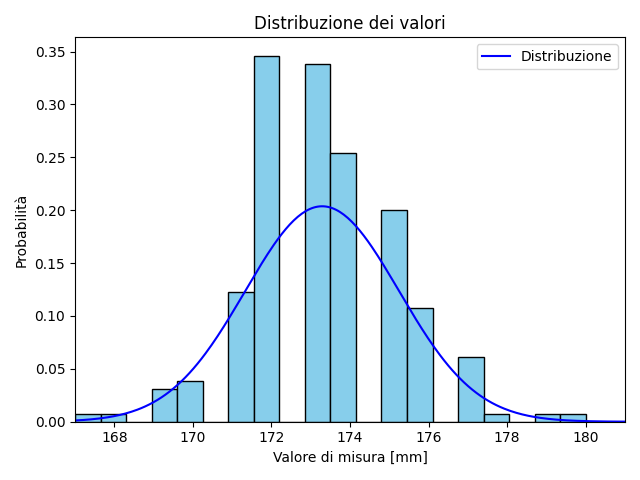 Distribuzione dei valori
Distribuzione
Probabilità
0.35
0.30
0.25
0.20
0.15
0.10
0.05
0.00
168 170 172 174 176 178 180
Valore di misura [mm]